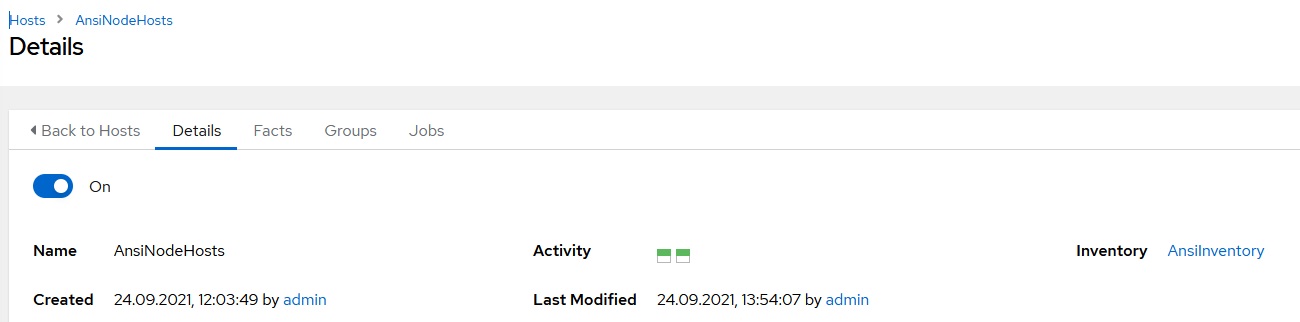 Hosts > AnsiNodeHosts
Details
Back to Hosts Details Facts Groups Jobs
On
Name AnsiNodeHosts Activity Inventory AnsiInventory
Created 24.09.2021, 12:03:49 by admin Last Modified 24.09.2021, 13:54:07 by admin